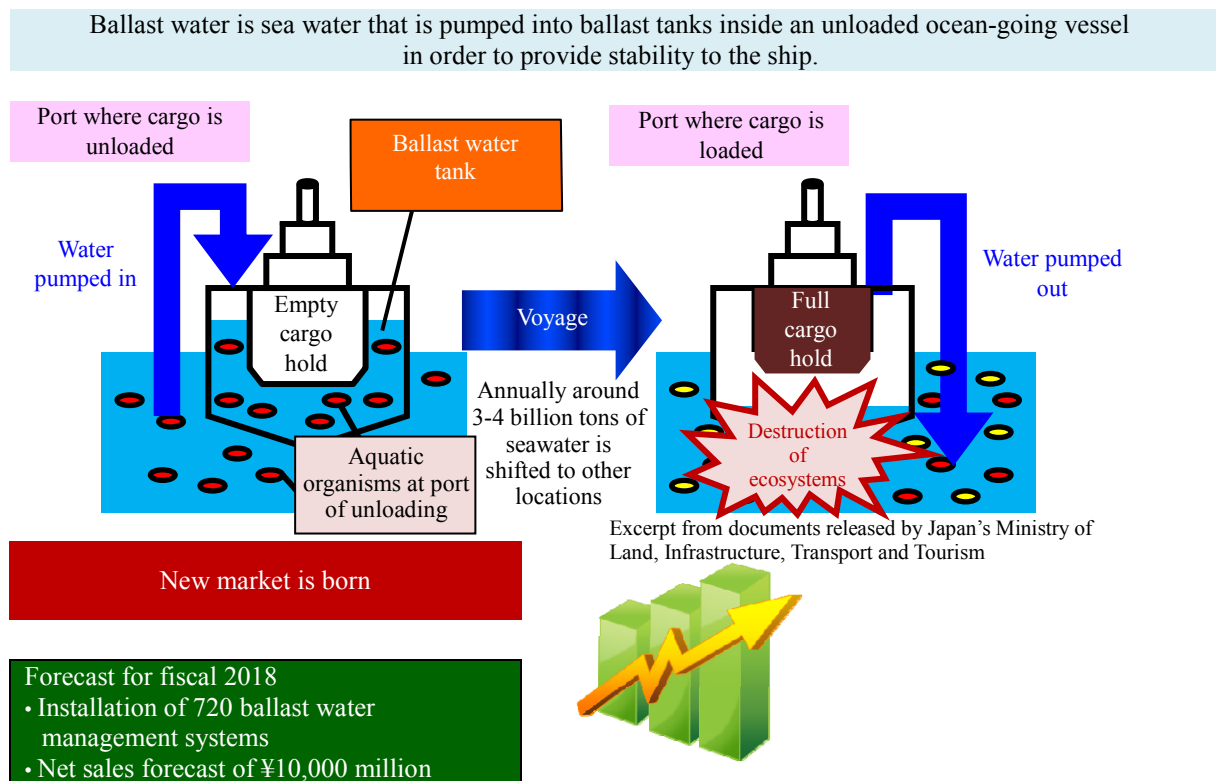 Ballast water is sea water that is pumped into ballast tanks inside an unloaded ocean-going vessel
in order to provide stability to the ship.
Port where cargo is
unloaded
Ballast water
tank
Port where cargo is
loaded
Water
pumped in
Empty
cargo
hold
Voyage
Full
cargo
hold
Water pumped
out
Annually around
3-4 billion tons of
seawater is
shifted to other
locations
Aquatic
organisms at port
of unloading
Destruction
of
ecosystems
Excerpt from documents released by Japan's Ministry of
Land, Infrastructure, Transport and Tourism
New market is born
Forecast for fiscal 2018
• Installation of 720 ballast water
management systems
• Net sales forecast of ¥10,000 million